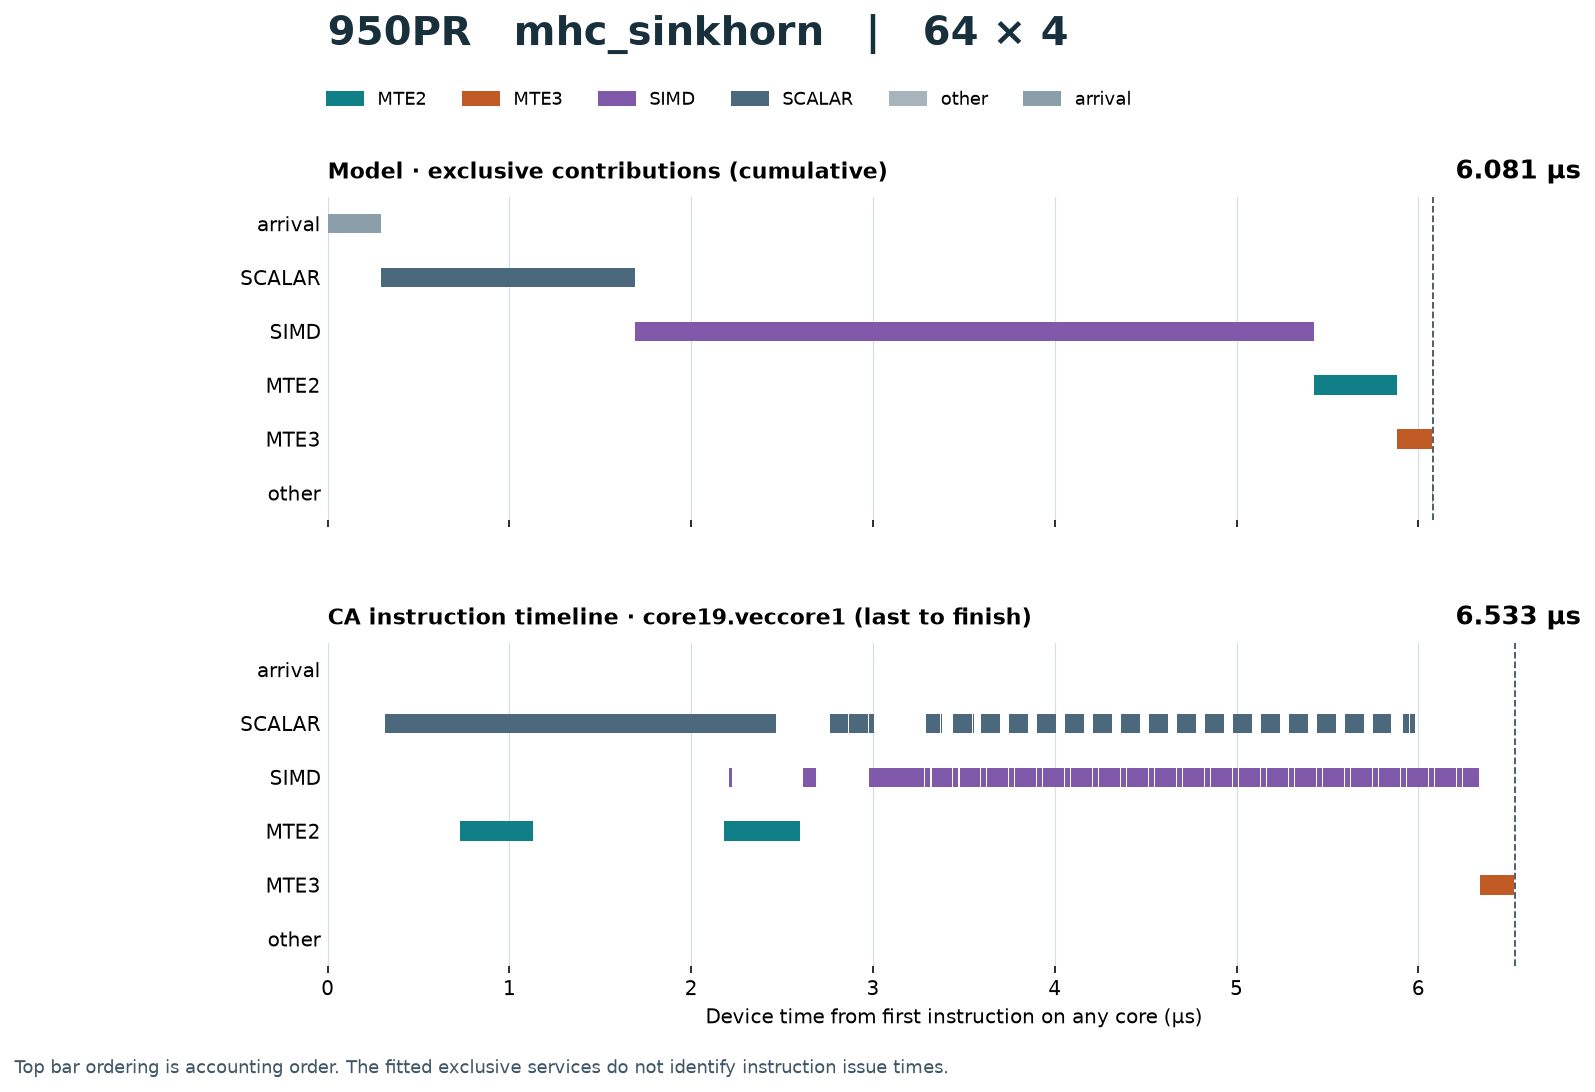 950PR mhc_sinkhorn | 64 × 4
MTE2 MTE3 SIMD SCALAR other arrival
Model · exclusive contributions (cumulative) 6.081 µs
arrival
SCALAR
SIMD
MTE2
MTE3
other
CA instruction timeline · core19.veccore1 (last to finish) 6.533 µs
arrival
SCALAR
SIMD
MTE2
MTE3
other
0 1 2 3 4 5 6
Device time from first instruction on any core (µs)
Top bar ordering is accounting order. The fitted exclusive services do not identify instruction issue times.